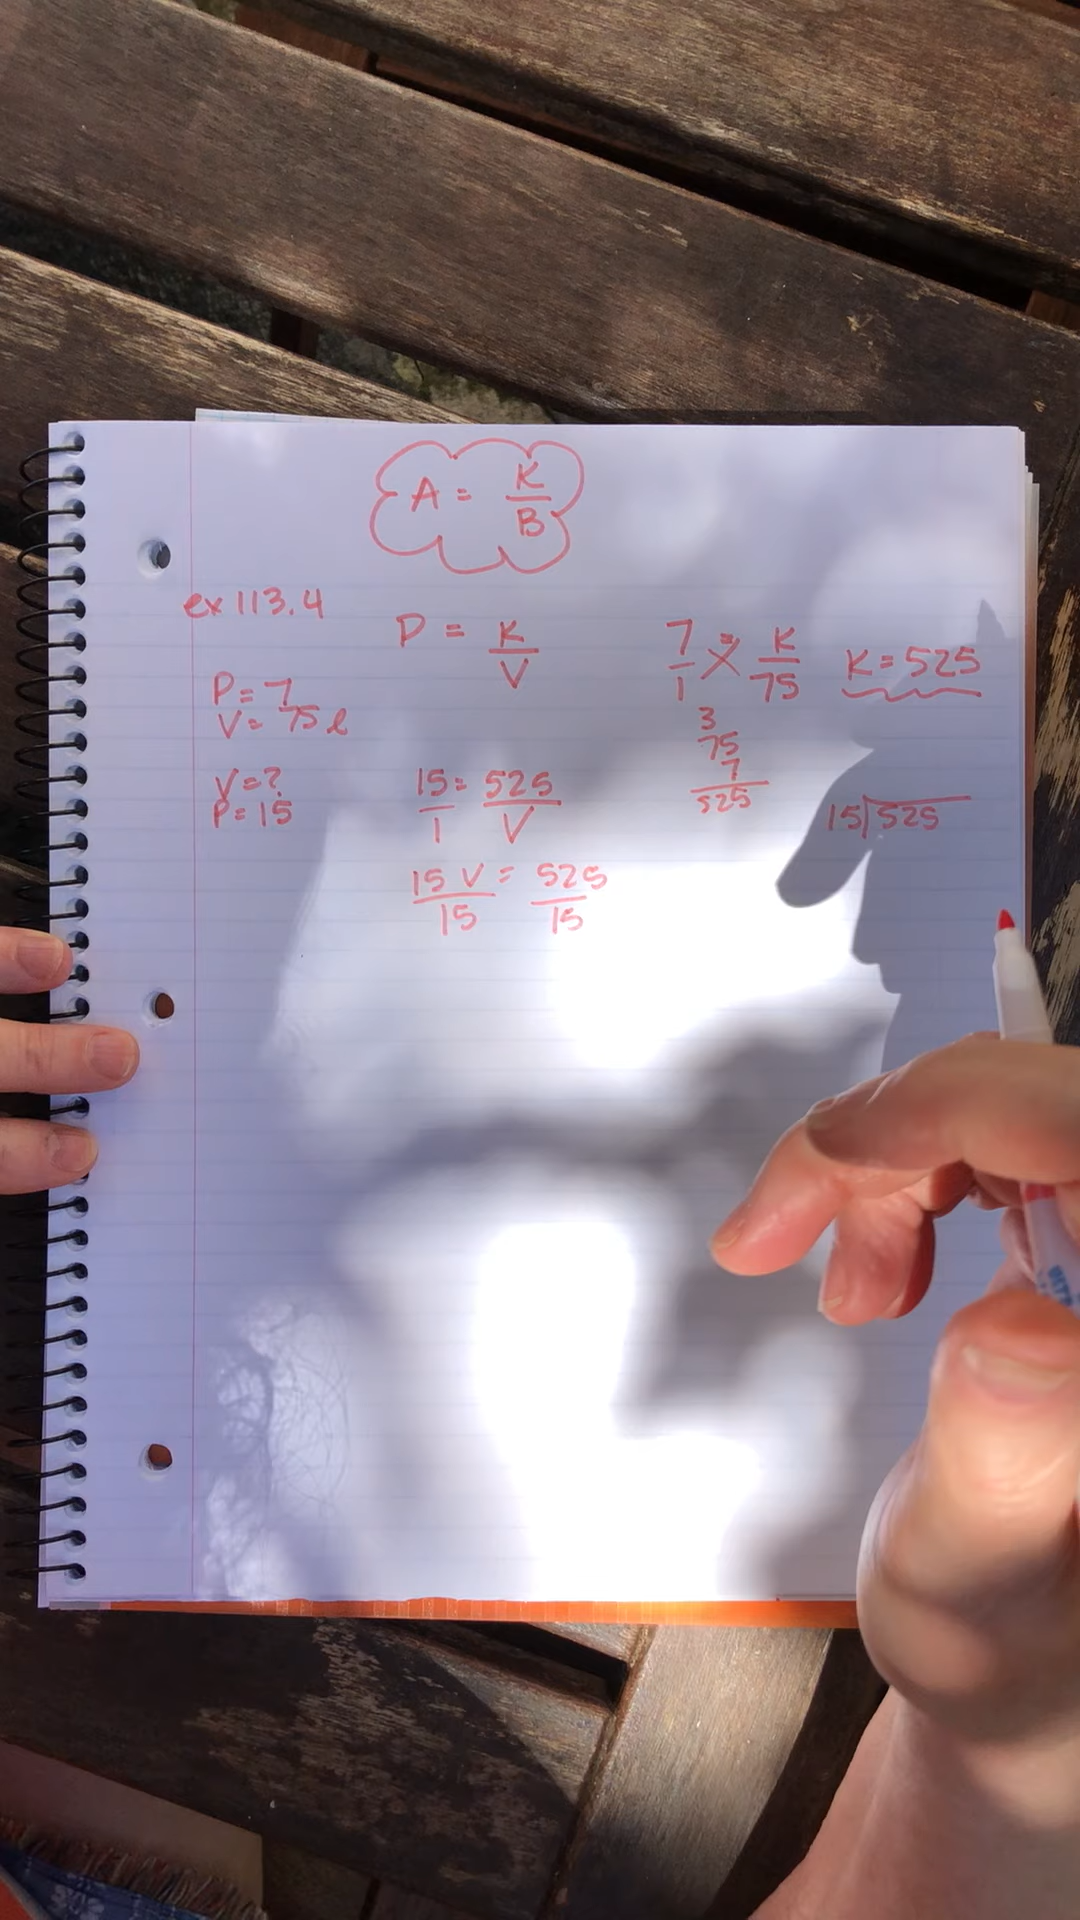 A = K/B
ex 113.4
P = K/V
7/1 = K/75
K = 525
P = 7
V = 75 l
3
75
7
525
V = ?
P = 15
15/1 = 525/V
15)525
15 V/15 = 525/15